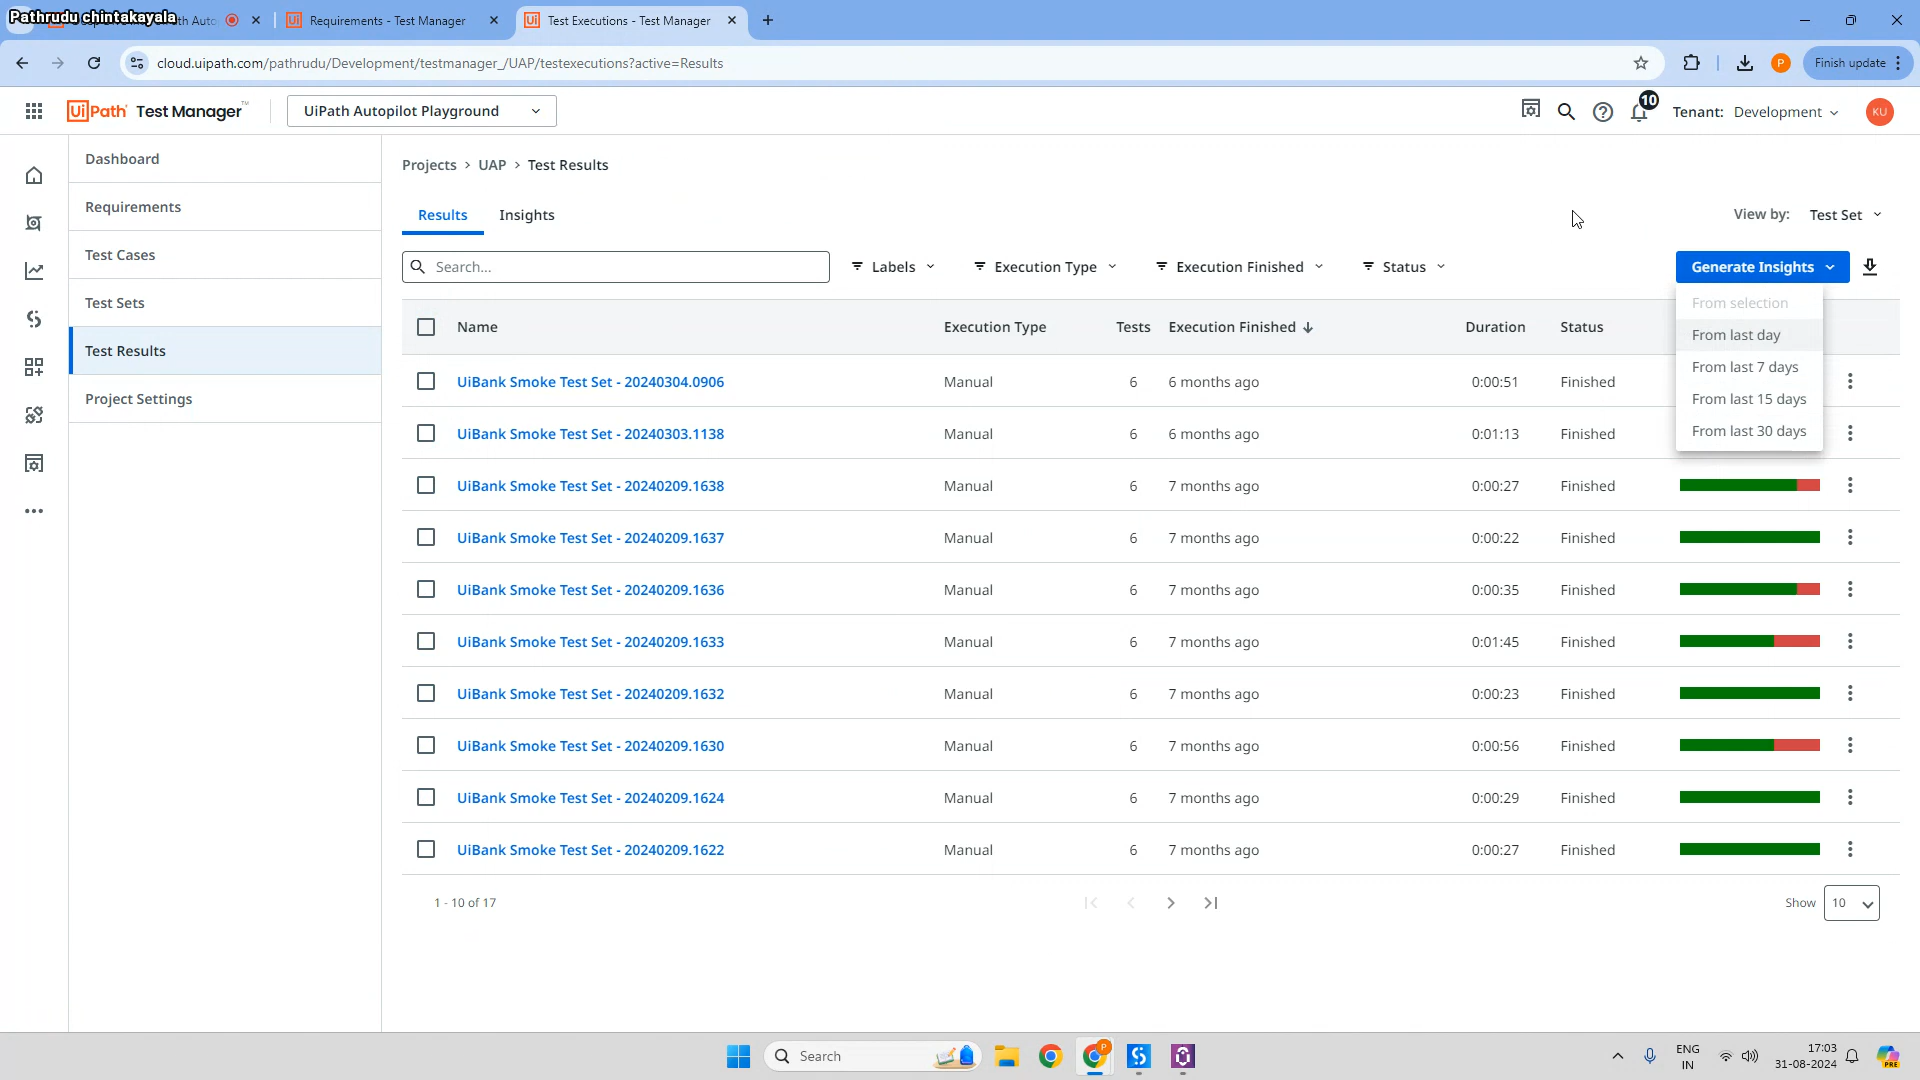 Pathrudu chintakayala
Path Auto
Requirements - Test Manager
Test Executions - Test Manager
cloud.uipath.com/pathrudu/Development/testmanager_/UAP/testexecutions?active=Results
P
Finish update
UiPath Test Manager™
UiPath Autopilot Playground
10
Tenant: Development
KU
Dashboard
Requirements
Test Cases
Test Sets
Test Results
Project Settings
Projects > UAP > Test Results
Results Insights
View by: Test Set
Search...
Labels
Execution Type
Execution Finished
Status
Generate Insights
From selection
From last day
From last 7 days
From last 15 days
From last 30 days
Name Execution Type Tests Execution Finished Duration Status
UiBank Smoke Test Set - 20240304.0906 Manual 6 6 months ago 0:00:51 Finished
UiBank Smoke Test Set - 20240303.1138 Manual 6 6 months ago 0:01:13 Finished
UiBank Smoke Test Set - 20240209.1638 Manual 6 7 months ago 0:00:27 Finished
UiBank Smoke Test Set - 20240209.1637 Manual 6 7 months ago 0:00:22 Finished
UiBank Smoke Test Set - 20240209.1636 Manual 6 7 months ago 0:00:35 Finished
UiBank Smoke Test Set - 20240209.1633 Manual 6 7 months ago 0:01:45 Finished
UiBank Smoke Test Set - 20240209.1632 Manual 6 7 months ago 0:00:23 Finished
UiBank Smoke Test Set - 20240209.1630 Manual 6 7 months ago 0:00:56 Finished
UiBank Smoke Test Set - 20240209.1624 Manual 6 7 months ago 0:00:29 Finished
UiBank Smoke Test Set - 20240209.1622 Manual 6 7 months ago 0:00:27 Finished
1 - 10 of 17
Show 10
Search
ENG
IN
17:03
31-08-2024
PRE